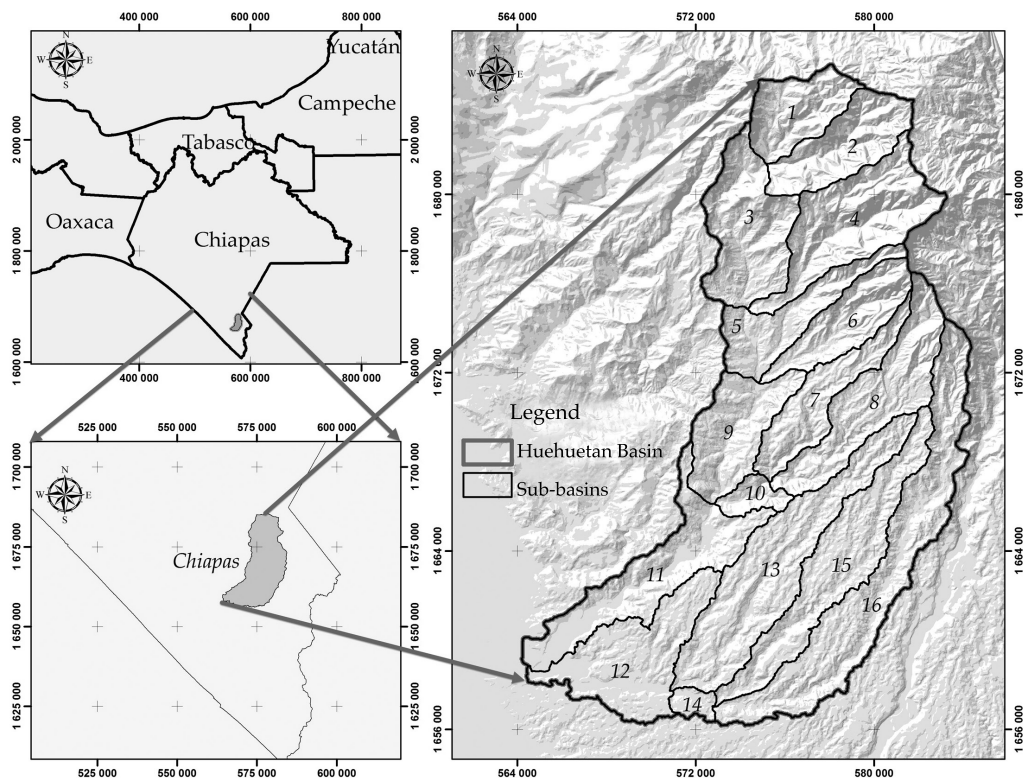 400 000 600 000 800 000
N
W E
S
Yucatán
Campeche
Tabasco
Oaxaca
Chiapas
2 000 000
1 800 000
1 600 000
2 000 000
1 800 000
1 600 000
400 000 600 000 800 000
525 000 550 000 575 000 600 000
N
W E
S
Chiapas
1 700 000
1 675 000
1 650 000
1 625 000
1 700 000
1 675 000
1 650 000
1 625 000
525 000 550 000 575 000 600 000
564 000 572 000 580 000
N
W E
S
1
2
3
4
5
6
7
8
9
10
11
12
13
14
15
16
Legend
Huehuetan Basin
Sub-basins
1 680 000
1 672 000
1 664 000
1 656 000
1 680 000
1 672 000
1 664 000
1 656 000
564 000 572 000 580 000